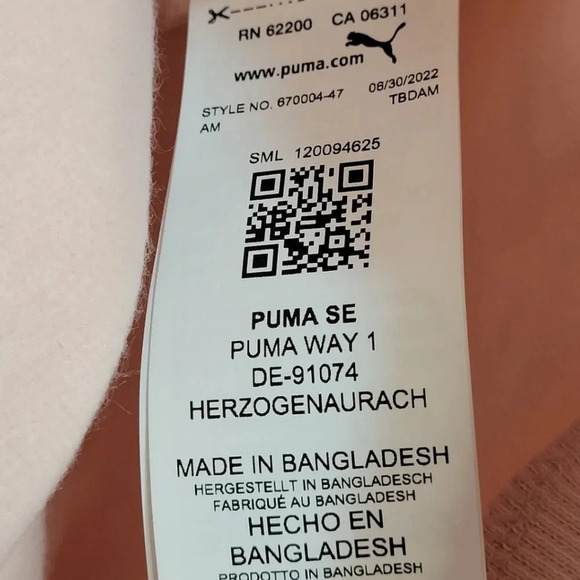 RN 62200 CA 06311
www.puma.com
STYLE NO. 670004-47 06/30/2022
AM TBDAM
SML 120094625
PUMA SE
PUMA WAY 1
DE-91074
HERZOGENAURACH
MADE IN BANGLADESH
HERGESTELLT IN BANGLADESCH
FABRIQUÉ AU BANGLADESH
HECHO EN
BANGLADESH
PRODOTTO IN BANGLADESH